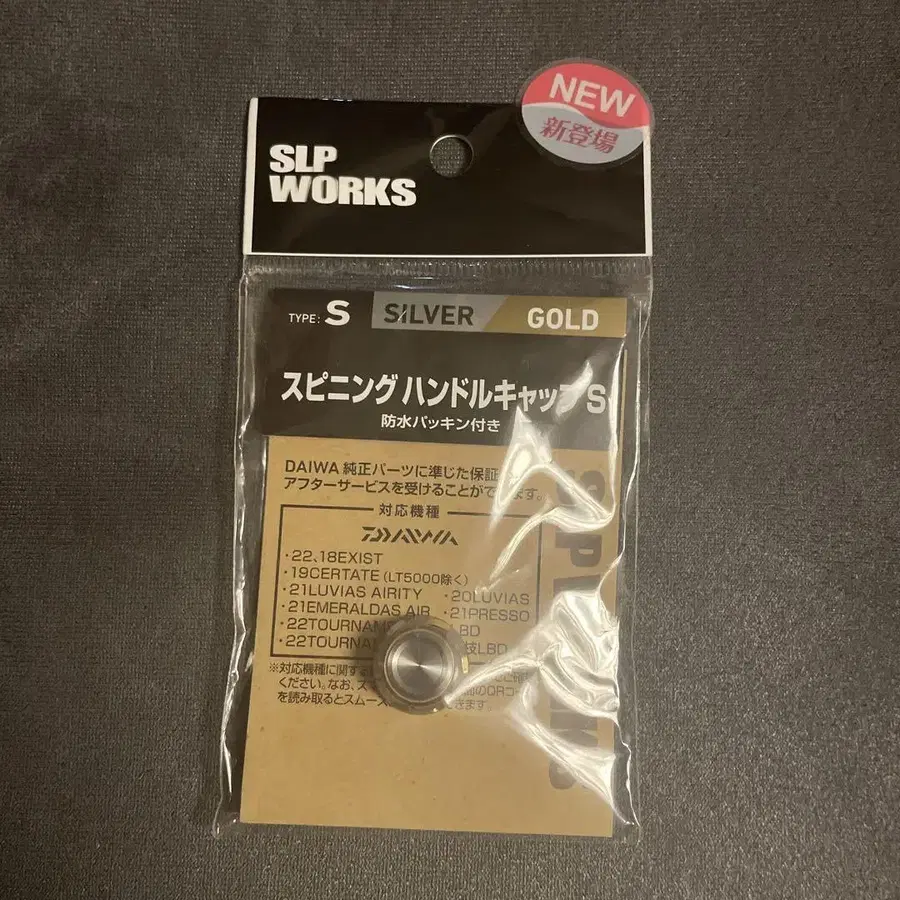 NEW
新登場
SLP
WORKS
TYPE: S SILVER GOLD
スピニングハンドルキャップ S
防水パッキン付き
DAIWA 純正パーツに準じた保証
アフターサービスを受けることができます。
対応機種
DAIWA
・22、18EXIST
・19CERTATE (LT5000除く)
・21LUVIAS AIRITY ・20LUVIAS
・21EMERALDAS AIR ・21PRESSO
・22TOURNAME LBD
・22TOURNAM 技LBD
※対応機種に関す
ください。なお、ス 面のQRコ
を読み取るとスムーズ きます。